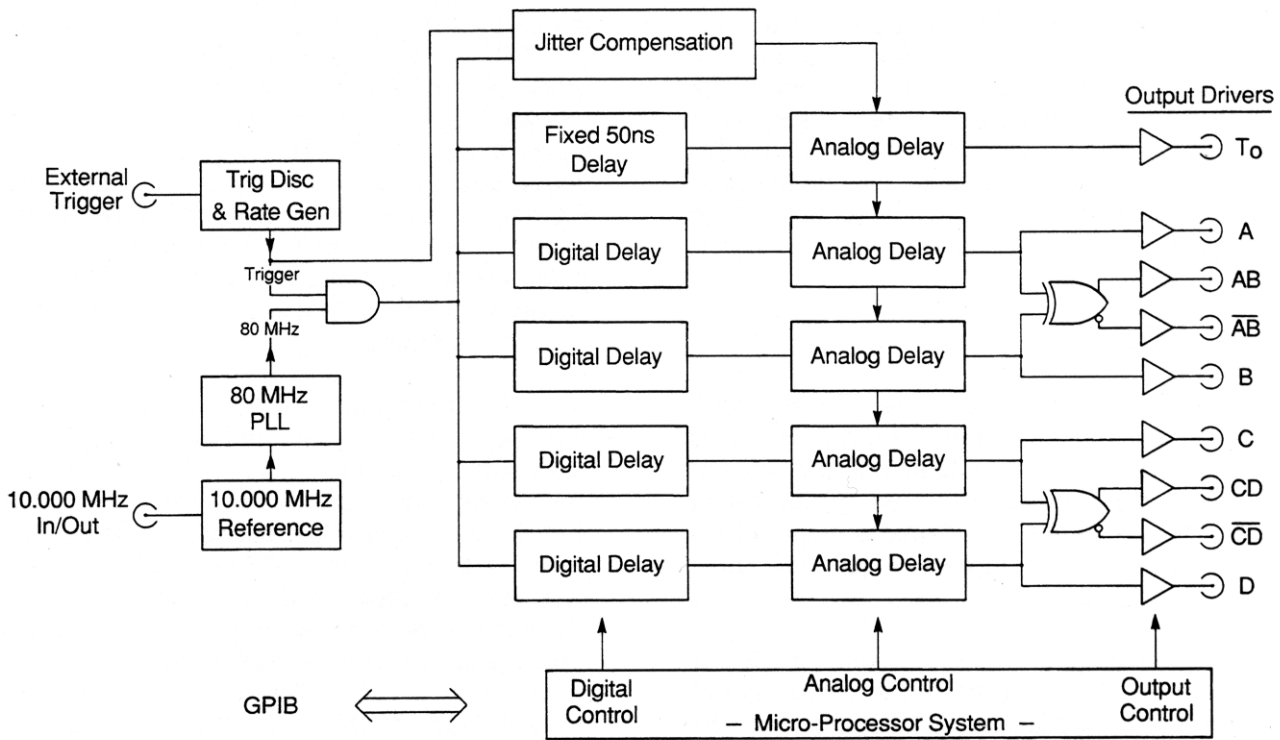 Jitter Compensation
Output Drivers
Fixed 50ns
Delay
Analog Delay
To
External
Trigger
Trig Disc
& Rate Gen
Digital Delay
Analog Delay
A
Trigger
AB
80 MHz
A̅B̅
Digital Delay
Analog Delay
B
80 MHz
PLL
Digital Delay
Analog Delay
C
10.000 MHz
In/Out
10.000 MHz
Reference
CD
C̅D̅
Digital Delay
Analog Delay
D
GPIB
Digital
Control
Analog Control
Output
Control
– Micro-Processor System –